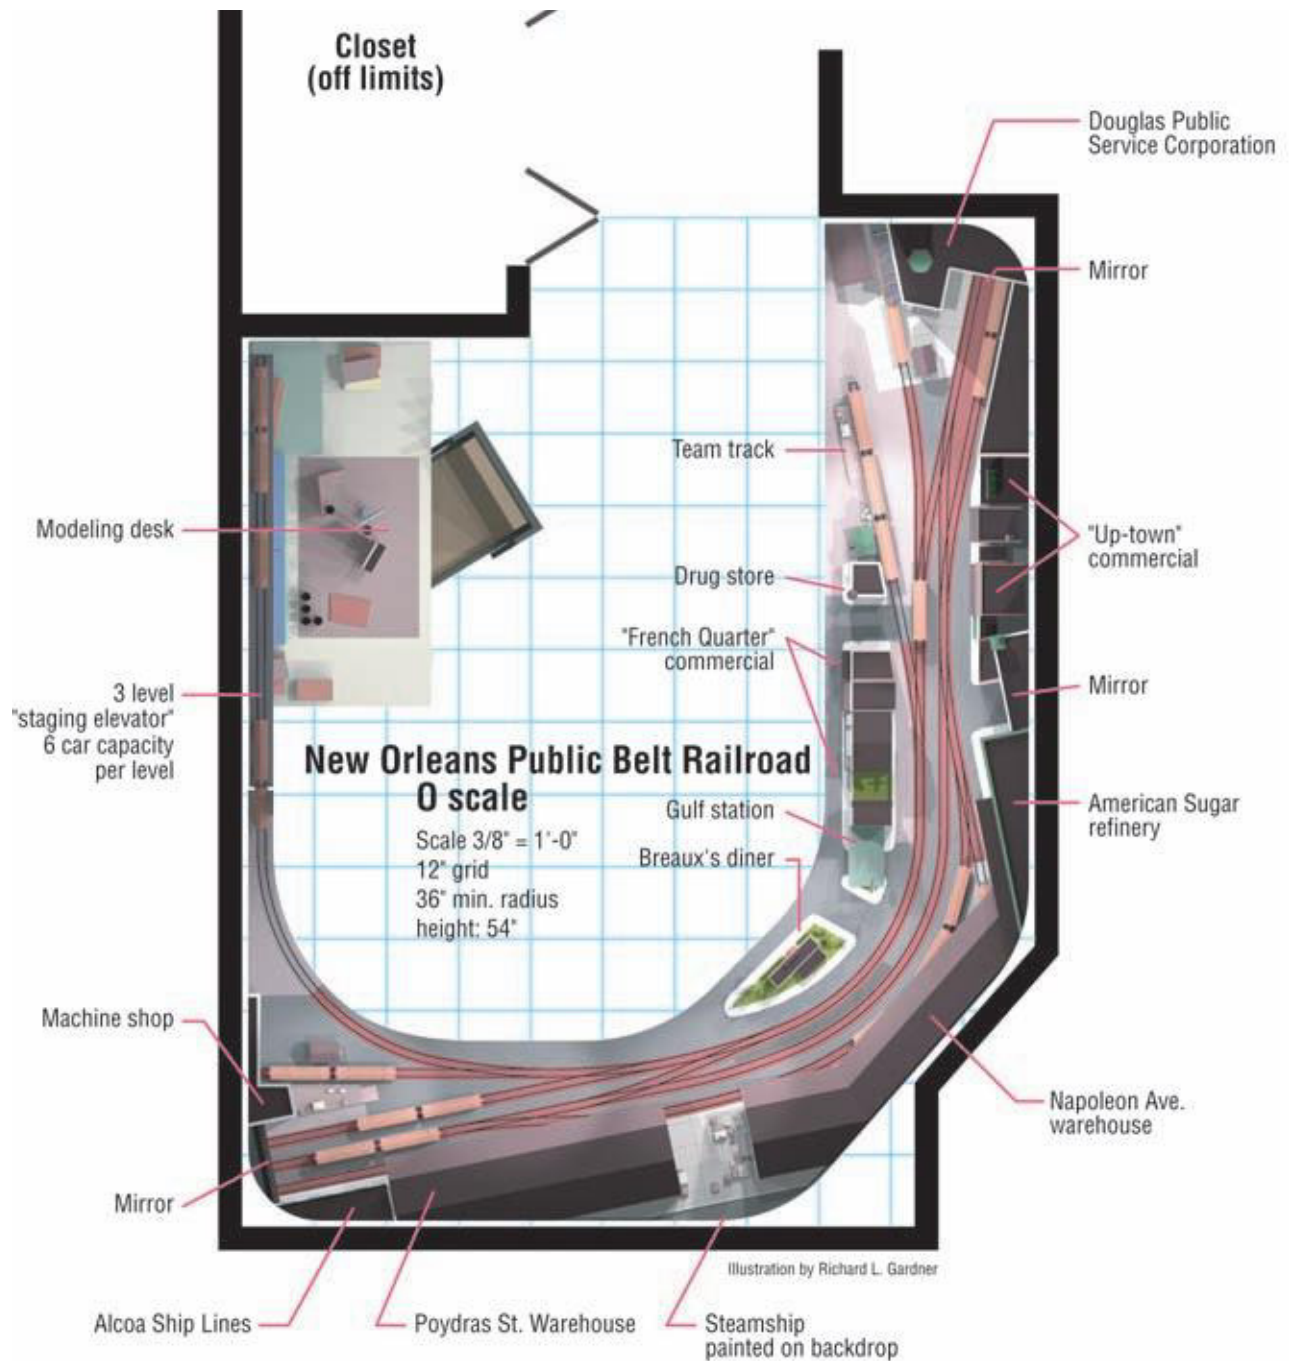 Closet
(off limits)
Douglas Public
Service Corporation
Mirror
Team track
Modeling desk
"Up-town"
commercial
Drug store
"French Quarter"
commercial
3 level
"staging elevator"
6 car capacity
per level
Mirror
New Orleans Public Belt Railroad
O scale
Scale 3/8" = 1'-0"
12" grid
36" min. radius
height: 54"
Gulf station
American Sugar
refinery
Breaux's diner
Machine shop
Napoleon Ave.
warehouse
Mirror
Illustration by Richard L. Gardner
Alcoa Ship Lines
Poydras St. Warehouse
Steamship
painted on backdrop